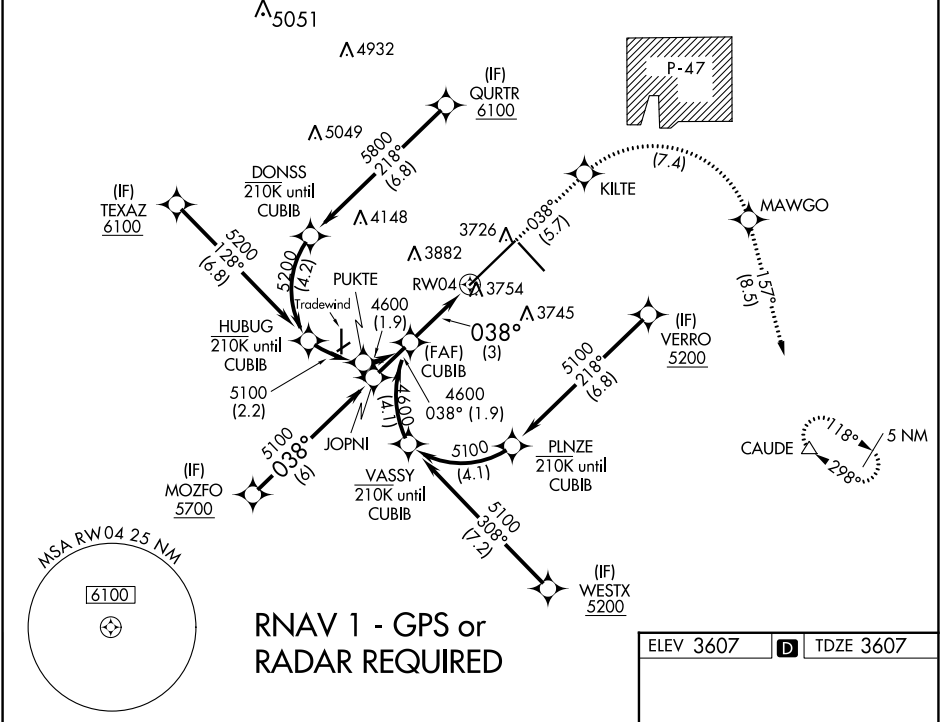 5051
4932
P-47
(IF)
QURTR
6100
5049
5800
218°
(6.8)
(7.4)
DONSS
210K until
CUBIB
KILTE
(IF)
TEXAZ
6100
4148
MAWGO
5200
128°
(6.8)
5200
(4.2)
3726
038°
(5.7)
3882
PUKTE
RW04
3754
157°
(8.5)
Tradewind
4600
(1.9)
3745
038°
(3)
HUBUG
210K until
CUBIB
(FAF)
CUBIB
(IF)
VERRO
5200
5100
(2.2)
4600
038° (1.9)
5100
218°
(6.8)
4600
(4.1)
JOPNI
5100
038°
(6)
(IF)
MOZFO
5700
VASSY
210K until
CUBIB
5100
(4.1)
PLNZE
210K until
CUBIB
CAUDE
118°
298°
5 NM
5100
308°
(7.2)
(IF)
WESTX
5200
MSA RW04 25 NM
6100
RNAV 1 - GPS or
RADAR REQUIRED
ELEV 3607 D TDZE 3607